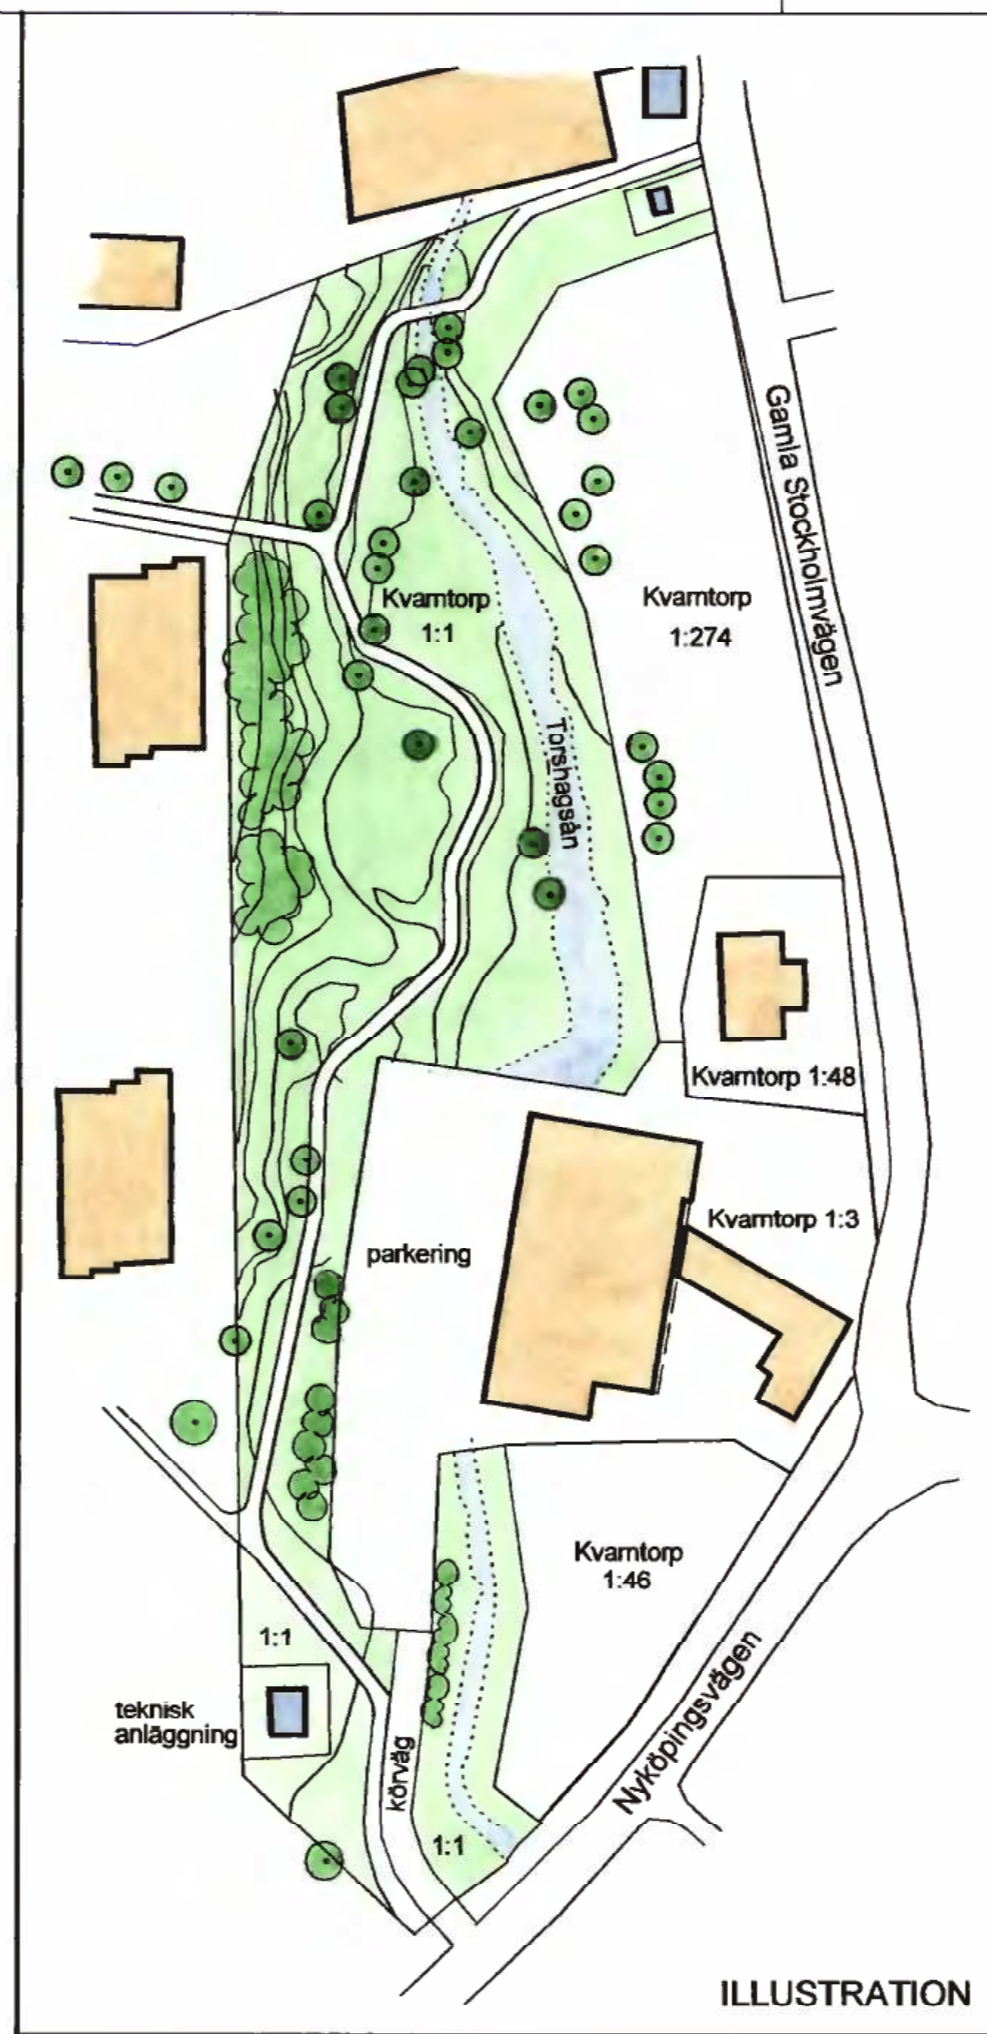 Gamla Stockholmvägen
Kvarntorp
1:1
Kvarntorp
1:274
Torshagsån
Kvarntorp 1:48
Kvarntorp 1:3
parkering
Kvarntorp
1:46
1:1
teknisk
anläggning
körväg
Nyköpingsvägen
1:1
ILLUSTRATION